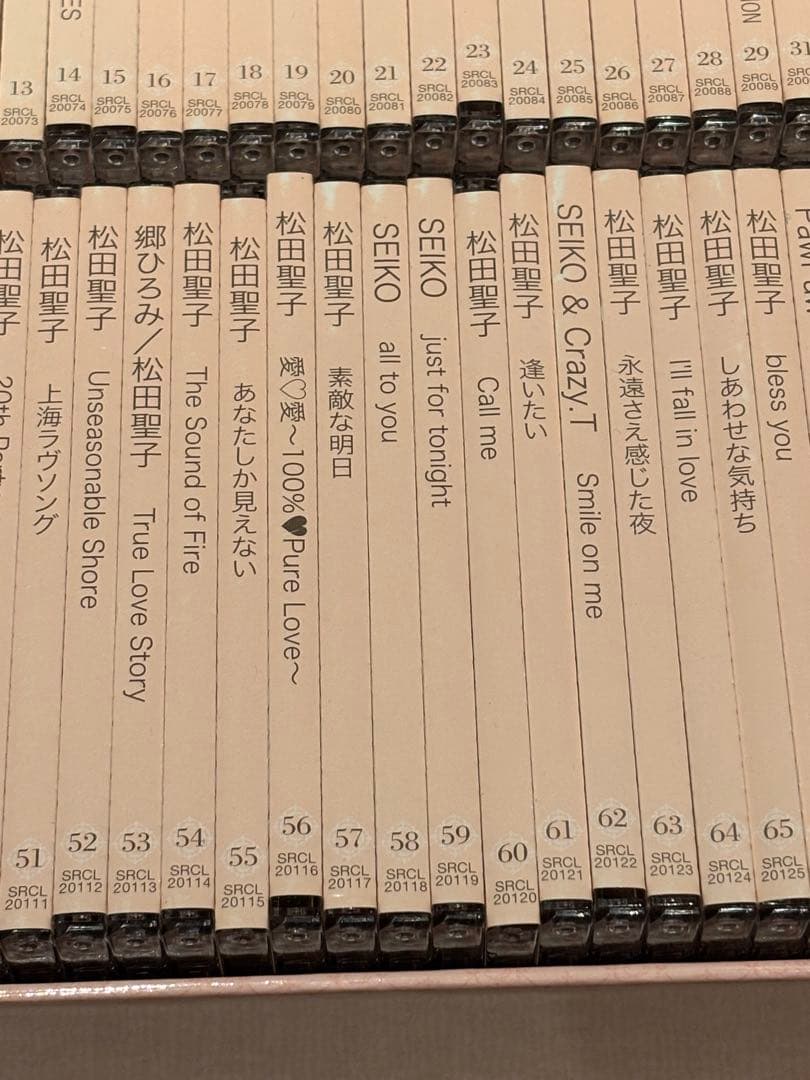 ES
ION
13
SRCL
20073
14
SRCL
20074
15
SRCL
20075
16
SRCL
20076
17
SRCL
20077
18
SRCL
20078
19
SRCL
20079
20
SRCL
20080
21
SRCL
20081
22
SRCL
20082
23
SRCL
20083
24
SRCL
20084
25
SRCL
20085
26
SRCL
20086
27
SRCL
20087
28
SRCL
20088
29
SRCL
20089
31
松田聖子 20th
松田聖子 上海ラヴソング
51
SRCL
20111
松田聖子 Unseasonable Shore
52
SRCL
20112
郷ひろみ/松田聖子 True Love Story
53
SRCL
20113
松田聖子 The Sound of Fire
54
SRCL
20114
松田聖子 あなたしか見えない
55
SRCL
20115
松田聖子 愛♡愛~100%♥Pure Love~
56
SRCL
20116
松田聖子 素敵な明日
57
SRCL
20117
SEIKO all to you
58
SRCL
20118
SEIKO just for tonight
59
SRCL
20119
松田聖子 Call me
60
SRCL
20120
松田聖子 逢いたい
61
SRCL
20121
SEIKO & Crazy.T Smile on me
62
SRCL
20122
松田聖子 永遠さえ感じた夜
63
SRCL
20123
松田聖子 I'll fall in love
64
SRCL
20124
松田聖子 しあわせな気持ち
65
SRCL
20125
松田聖子 bless you